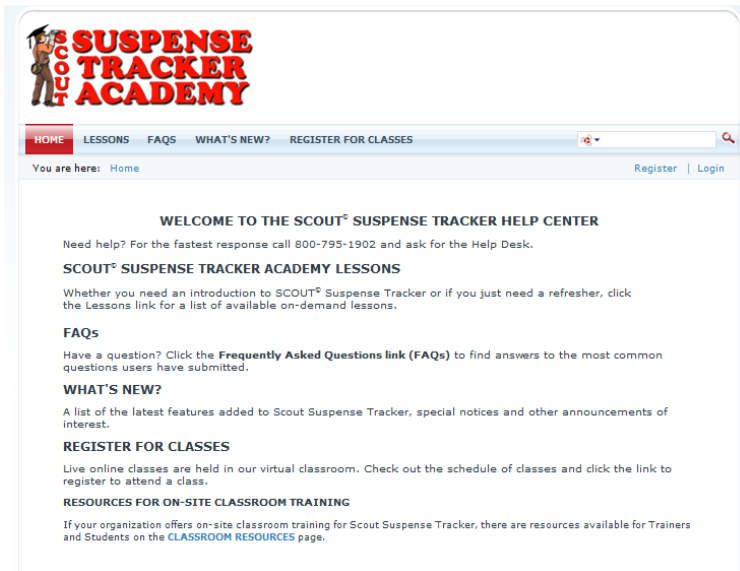 SCOUT
SUSPENSE
TRACKER
ACADEMY
HOME LESSONS FAQS WHAT'S NEW? REGISTER FOR CLASSES
You are here: Home Register | Login
WELCOME TO THE SCOUT© SUSPENSE TRACKER HELP CENTER
Need help? For the fastest response call 800-795-1902 and ask for the Help Desk.
SCOUT© SUSPENSE TRACKER ACADEMY LESSONS
Whether you need an introduction to SCOUT© Suspense Tracker or if you just need a refresher, click
the Lessons link for a list of available on-demand lessons.
FAQs
Have a question? Click the Frequently Asked Questions link (FAQs) to find answers to the most common
questions users have submitted.
WHAT'S NEW?
A list of the latest features added to Scout Suspense Tracker, special notices and other announcements of
interest.
REGISTER FOR CLASSES
Live online classes are held in our virtual classroom. Check out the schedule of classes and click the link to
register to attend a class.
RESOURCES FOR ON-SITE CLASSROOM TRAINING
If your organization offers on-site classroom training for Scout Suspense Tracker, there are resources available for Trainers
and Students on the CLASSROOM RESOURCES page.